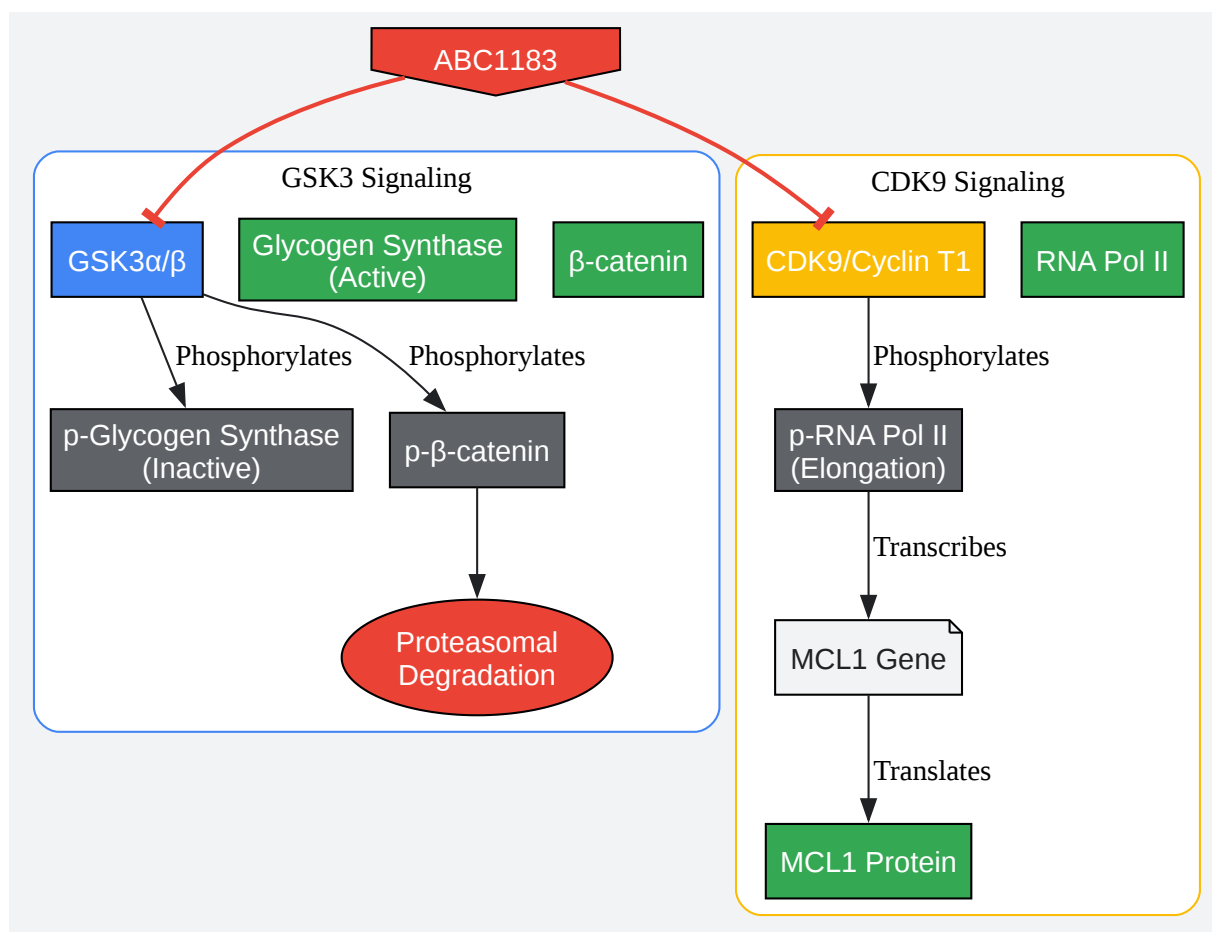 ABC1183
GSK3 Signaling
GSK3α/β
Glycogen Synthase
(Active)
β-catenin
Phosphorylates
Phosphorylates
p-Glycogen Synthase
(Inactive)
p-β-catenin
Proteasomal
Degradation
CDK9 Signaling
CDK9/Cyclin T1
RNA Pol II
Phosphorylates
p-RNA Pol II
(Elongation)
Transcribes
MCL1 Gene
Translates
MCL1 Protein